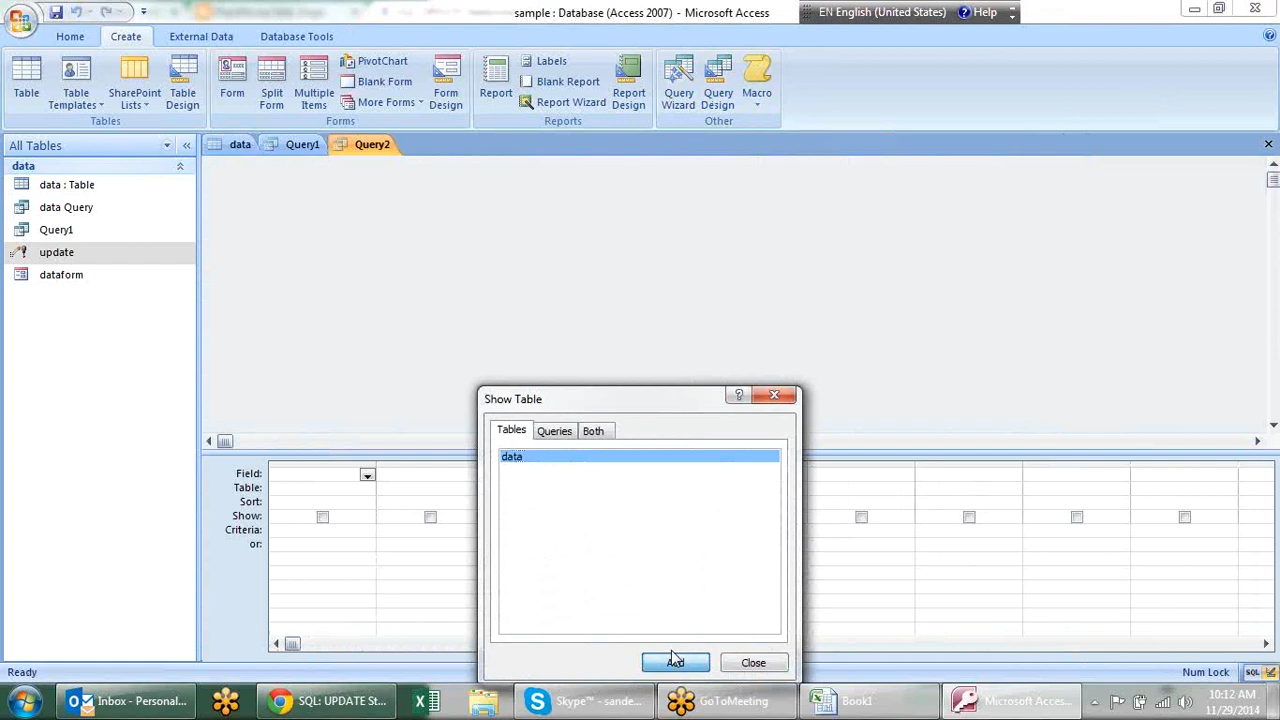 sample : Database (Access 2007) - Microsoft Access
EN English (United States)
Help
Home
Create
External Data
Database Tools
Table
Table Templates
SharePoint Lists
Table Design
Form
Split Form
Multiple Items
PivotChart
Blank Form
More Forms
Form Design
Report
Labels
Blank Report
Report Wizard
Report Design
Query Wizard
Query Design
Macro
Tables
Forms
Reports
Other
All Tables
data
Query1
Query2
data
data : Table
data Query
Query1
update
dataform
Show Table
Tables
Queries
Both
data
Add
Close
Field:
Table:
Sort:
Show:
Criteria:
or:
Ready
Num Lock
SQL
Inbox - Personal...
SQL: UPDATE St...
Skype™ - sande...
GoToMeeting
Book1
Microsoft Acces...
10:12 AM
11/29/2014